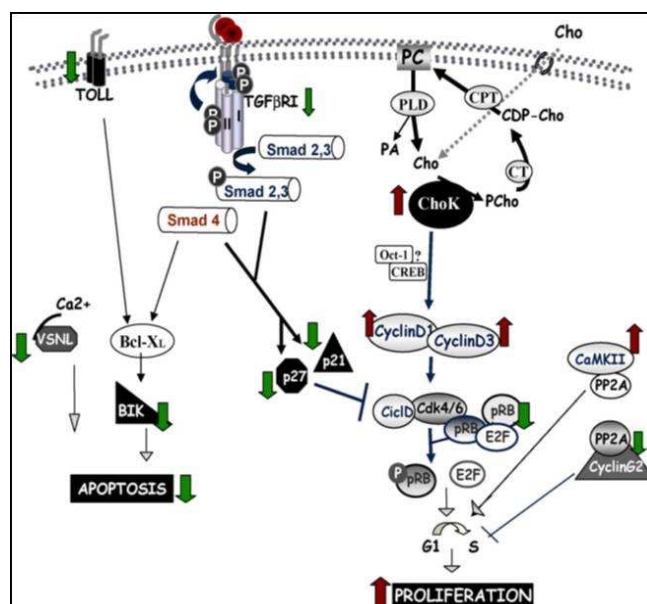 Cho
TOLL
P
P
TGFβRI
P
P
II
I
PC
PLD
CPT
CDP-Cho
PA
Cho
CT
Smad 2,3
P
Smad 2,3
ChoK
PCho
Smad 4
Oct-1 ?
CREB
Ca2+
VSNL
Bcl-XL
CyclinD1
CyclinD3
p21
p27
CaMKII
PP2A
BIK
CiclD
Cdk4/6
pRB
pRB
E2F
PP2A
CyclinG2
P
pRB
E2F
APOPTOSIS
G1
S
PROLIFERATION